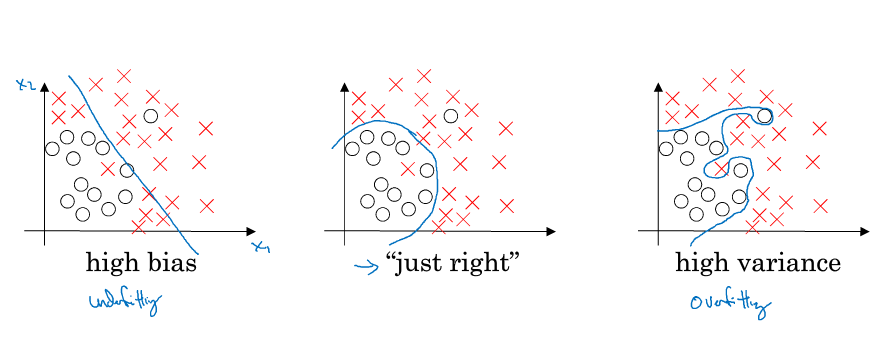 x₂
x₁
high bias
underfitting
→ “just right”
high variance
overfitting